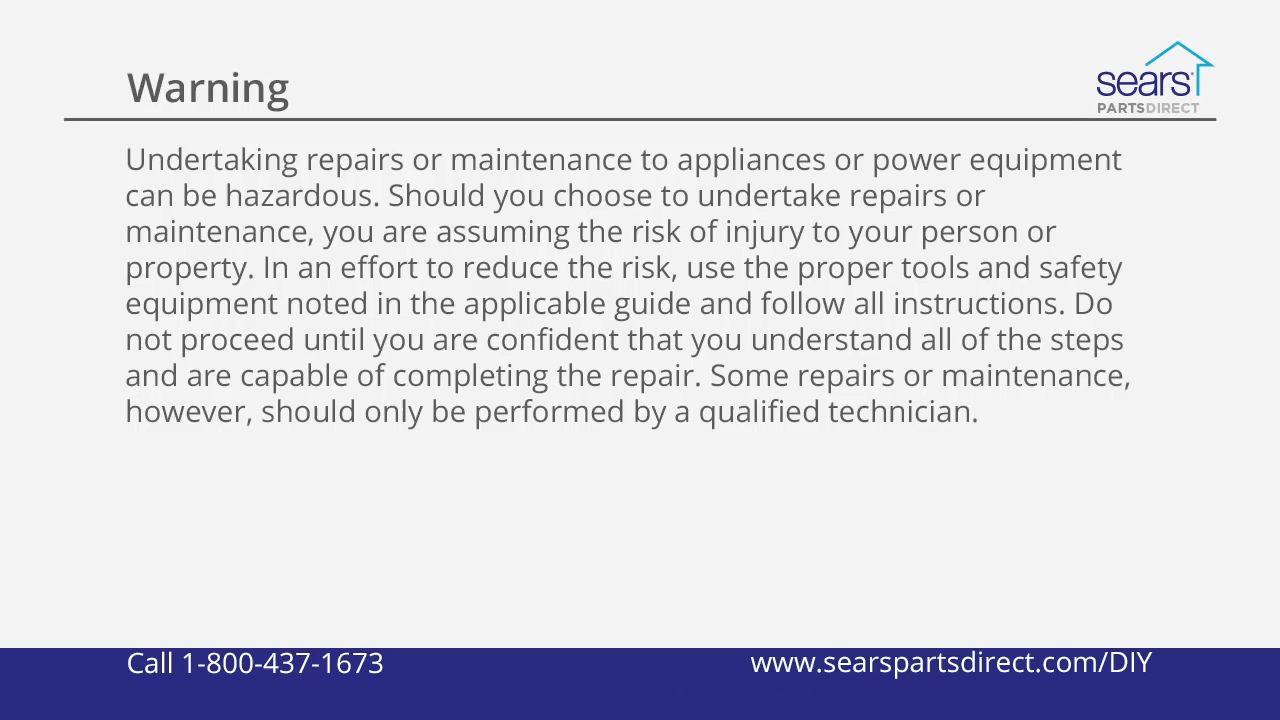 Warning
sears
PARTSDIRECT
Undertaking repairs or maintenance to appliances or power equipment
can be hazardous. Should you choose to undertake repairs or
maintenance, you are assuming the risk of injury to your person or
property. In an effort to reduce the risk, use the proper tools and safety
equipment noted in the applicable guide and follow all instructions. Do
not proceed until you are confident that you understand all of the steps
and are capable of completing the repair. Some repairs or maintenance,
however, should only be performed by a qualified technician.
Call 1-800-437-1673
www.searspartsdirect.com/DIY